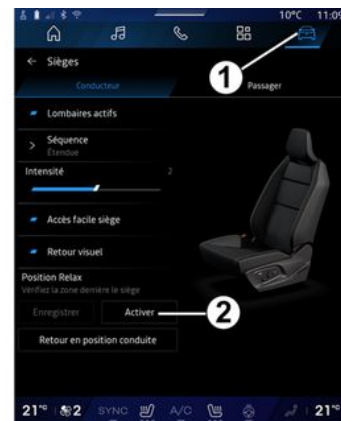 10°C 11:09
1
← Sièges
Conducteur
Passager
Lombaires actifs
Séquence
Étendue
Intensité
2
Accès facile siège
Retour visuel
Position Relax
Vérifiez la zone derrière le siège
Enregistrer
Activer
2
Retour en position conduite
21°C
2
SYNC
A/C
21°C